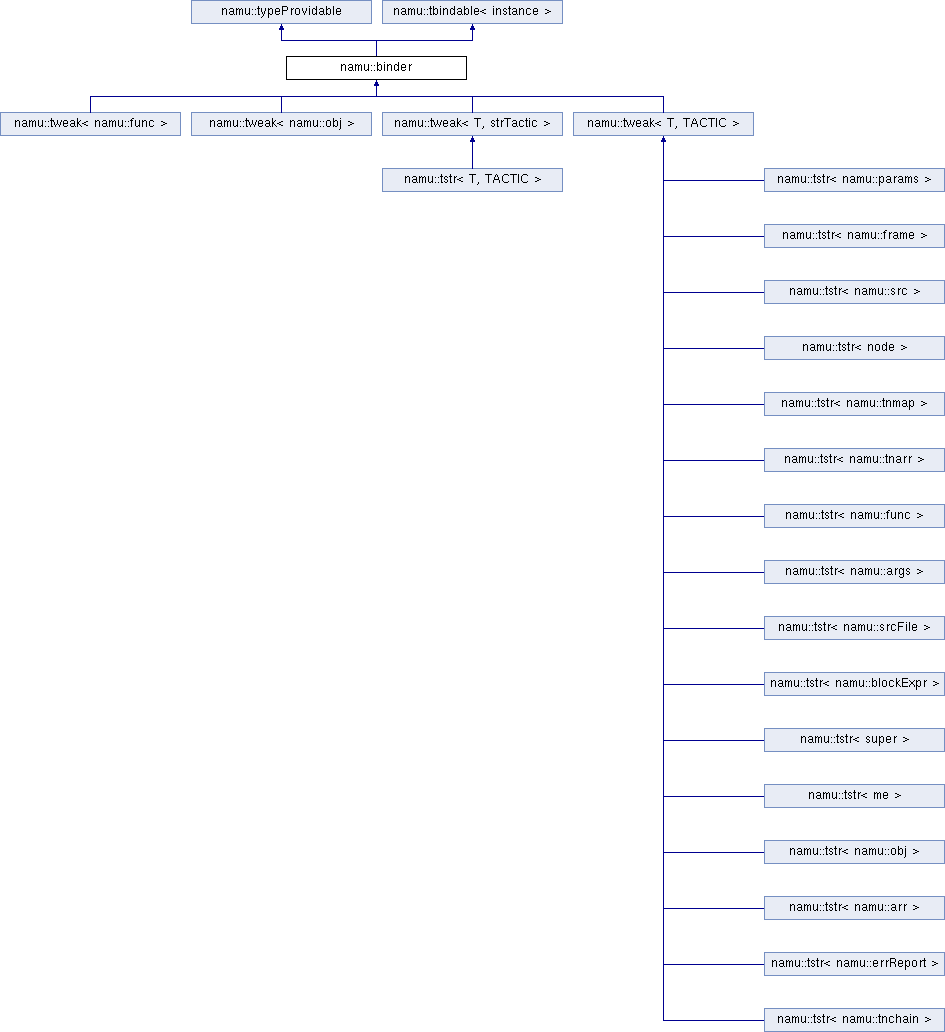 namu::typeProvidable
namu::tbindable< instance >
namu::binder
namu::tweak< namu::func >
namu::tweak< namu::obj >
namu::tweak< T, strTactic >
namu::tweak< T, TACTIC >
namu::tstr< T, TACTIC >
namu::tstr< namu::params >
namu::tstr< namu::frame >
namu::tstr< namu::src >
namu::tstr< node >
namu::tstr< namu::tnmap >
namu::tstr< namu::tnarr >
namu::tstr< namu::func >
namu::tstr< namu::args >
namu::tstr< namu::srcFile >
namu::tstr< namu::blockExpr >
namu::tstr< super >
namu::tstr< me >
namu::tstr< namu::obj >
namu::tstr< namu::arr >
namu::tstr< namu::errReport >
namu::tstr< namu::tnchain >